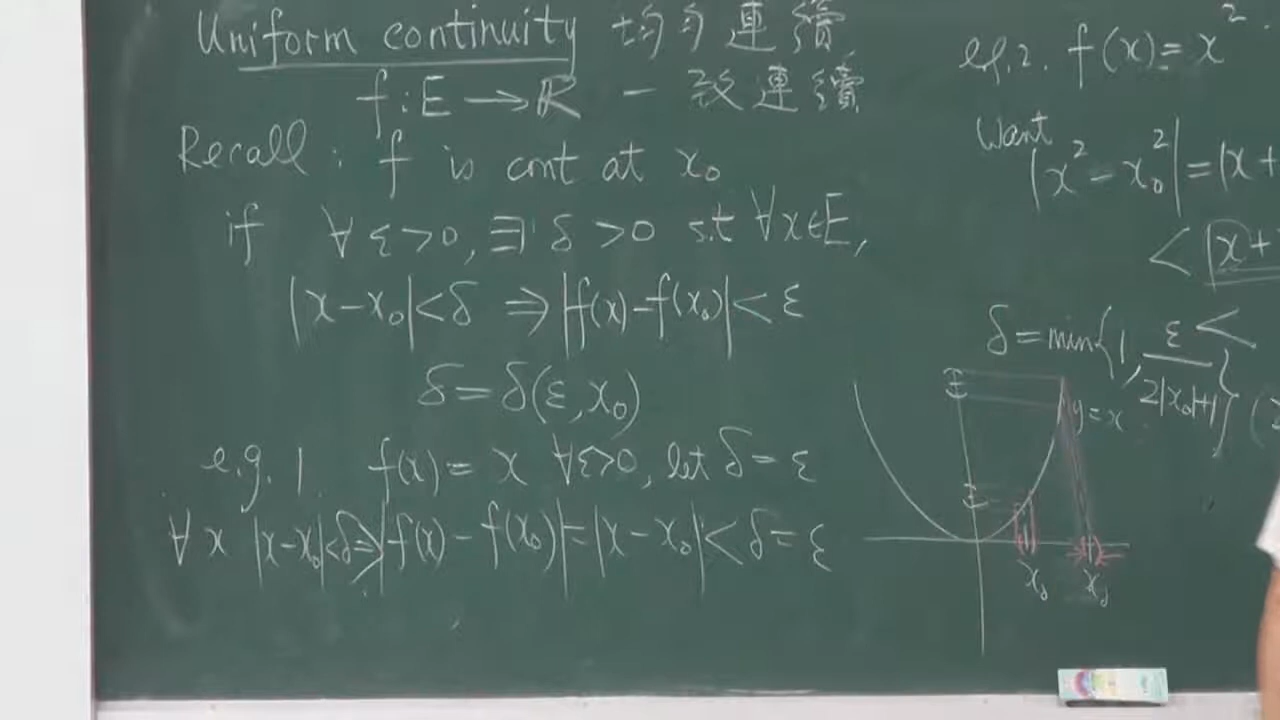 Uniform continuity 均勻連續
f: E → ℝ 一致連續
Recall: f is cont at x₀
if ∀ε>0, ∃ δ>0 s.t ∀x∈E,
|x-x₀|<δ ⇒ |f(x)-f(x₀)|<ε
δ=δ(ε,x₀)
e.g. 1. f(x)=x ∀ε>0, let δ=ε
∀x |x-x₀|<δ⇒|f(x)-f(x₀)|=|x-x₀|<δ=ε
eg.2. f(x)=x².
Want
|x²-x₀²|=|x+
<|x+
δ=min{1, ε/(2|x₀|+1)} <
y=x
x₀ x₀